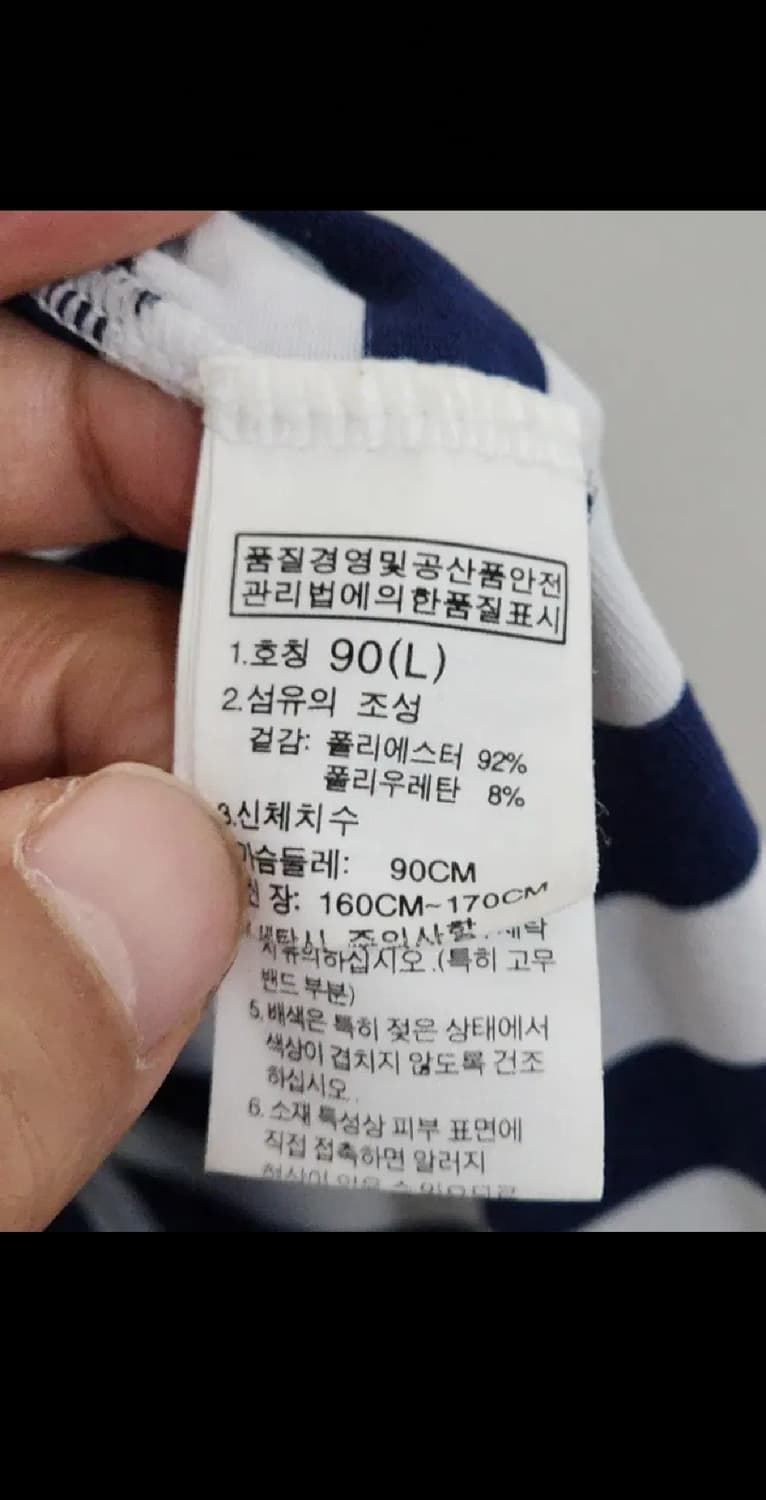 품질경영및공산품안전
관리법에의한품질표시
1.호칭 90(L)
2.섬유의 조성
겉감: 폴리에스터 92%
폴리우레탄 8%
3.신체치수
가슴둘레: 90CM
장: 160CM~170CM
주의사항
유의하십시오.(특히 고무
밴드 부분)
5.배색은 특히 젖은 상태에서
색상이 겹치지 않도록 건조
하십시오.
6.소재 특성상 피부 표면에
직접 접촉하면 알러지